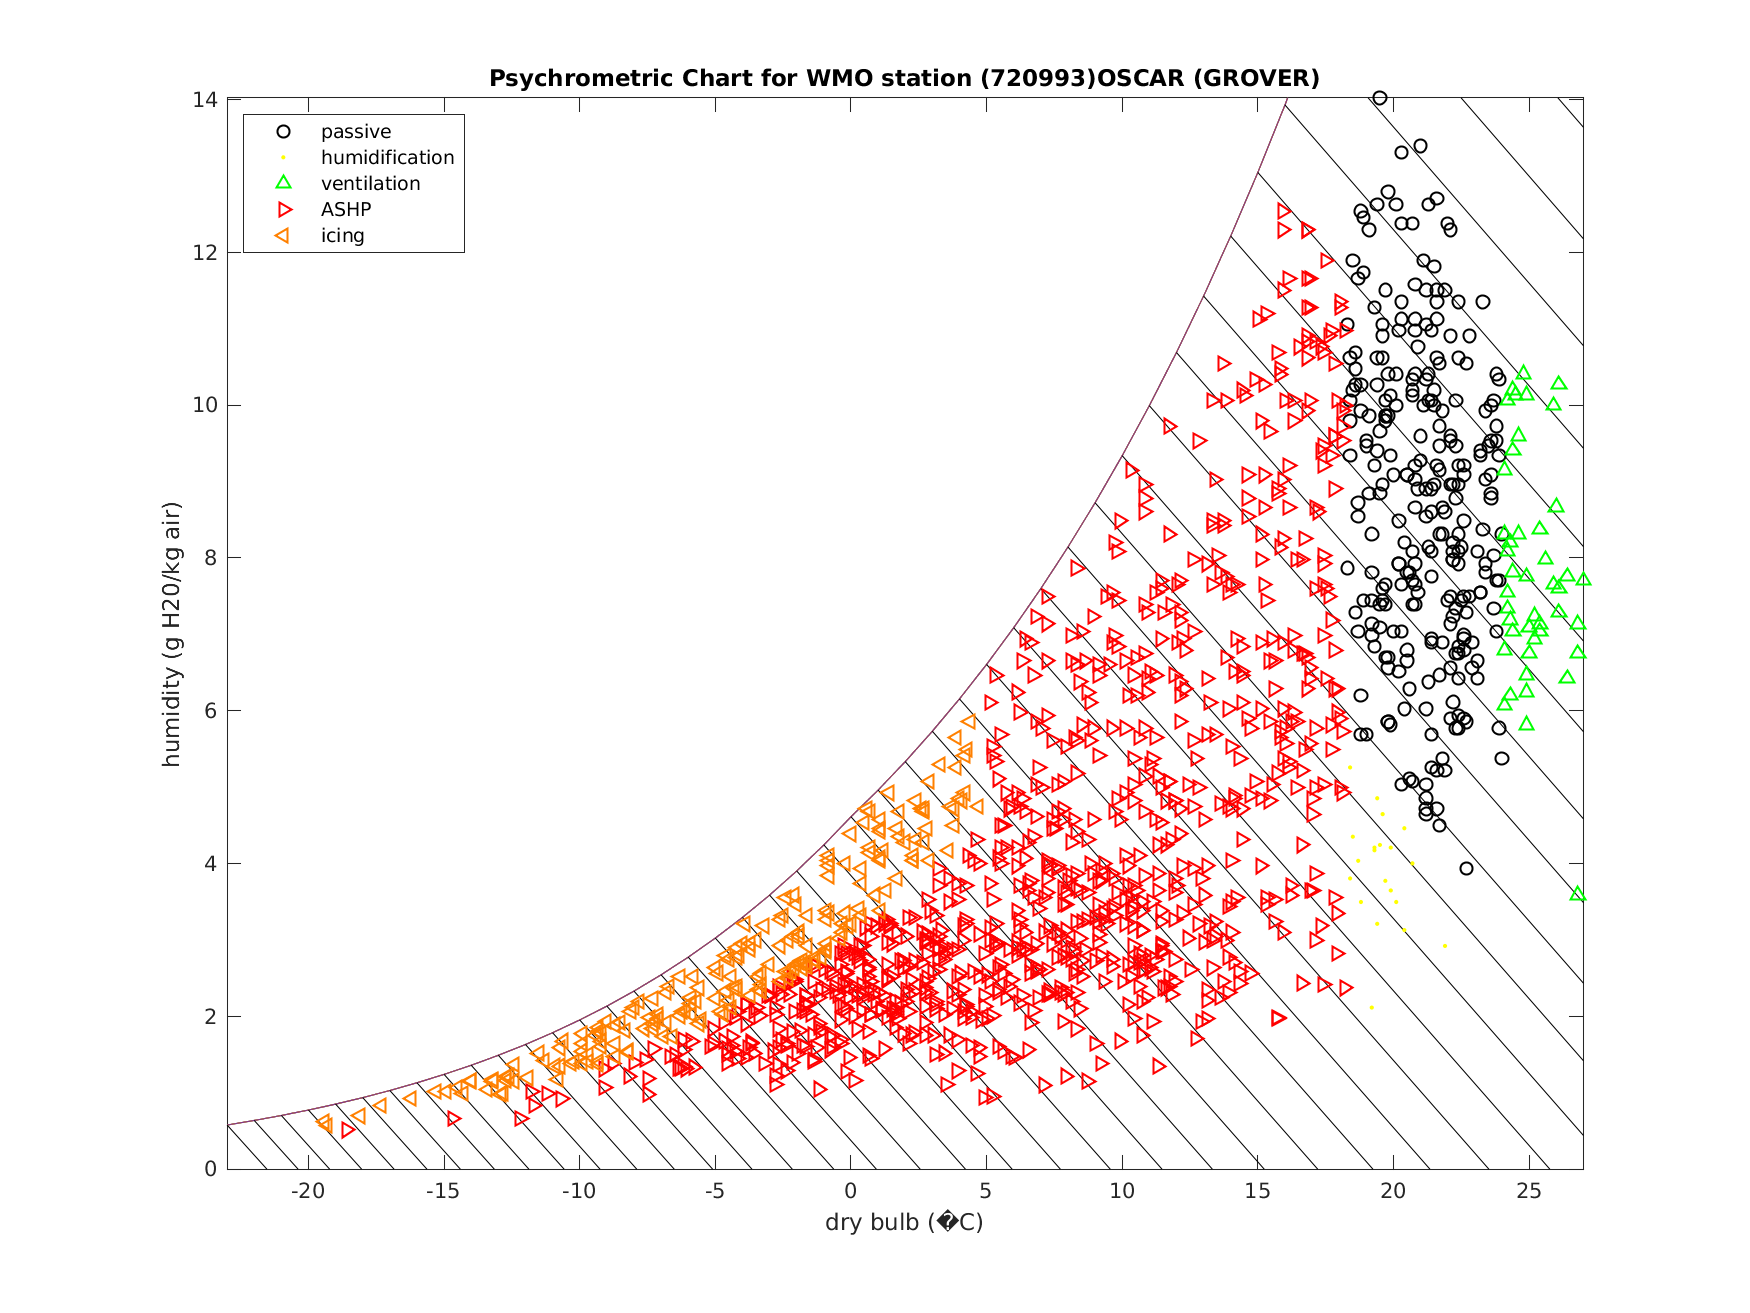 Psychrometric Chart for WMO station (720993)OSCAR (GROVER)
passive
humidification
ventilation
ASHP
icing
14
12
10
8
6
4
2
0
humidity (g H20/kg air)
-20
-15
-10
-5
0
5
10
15
20
25
dry bulb (�C)